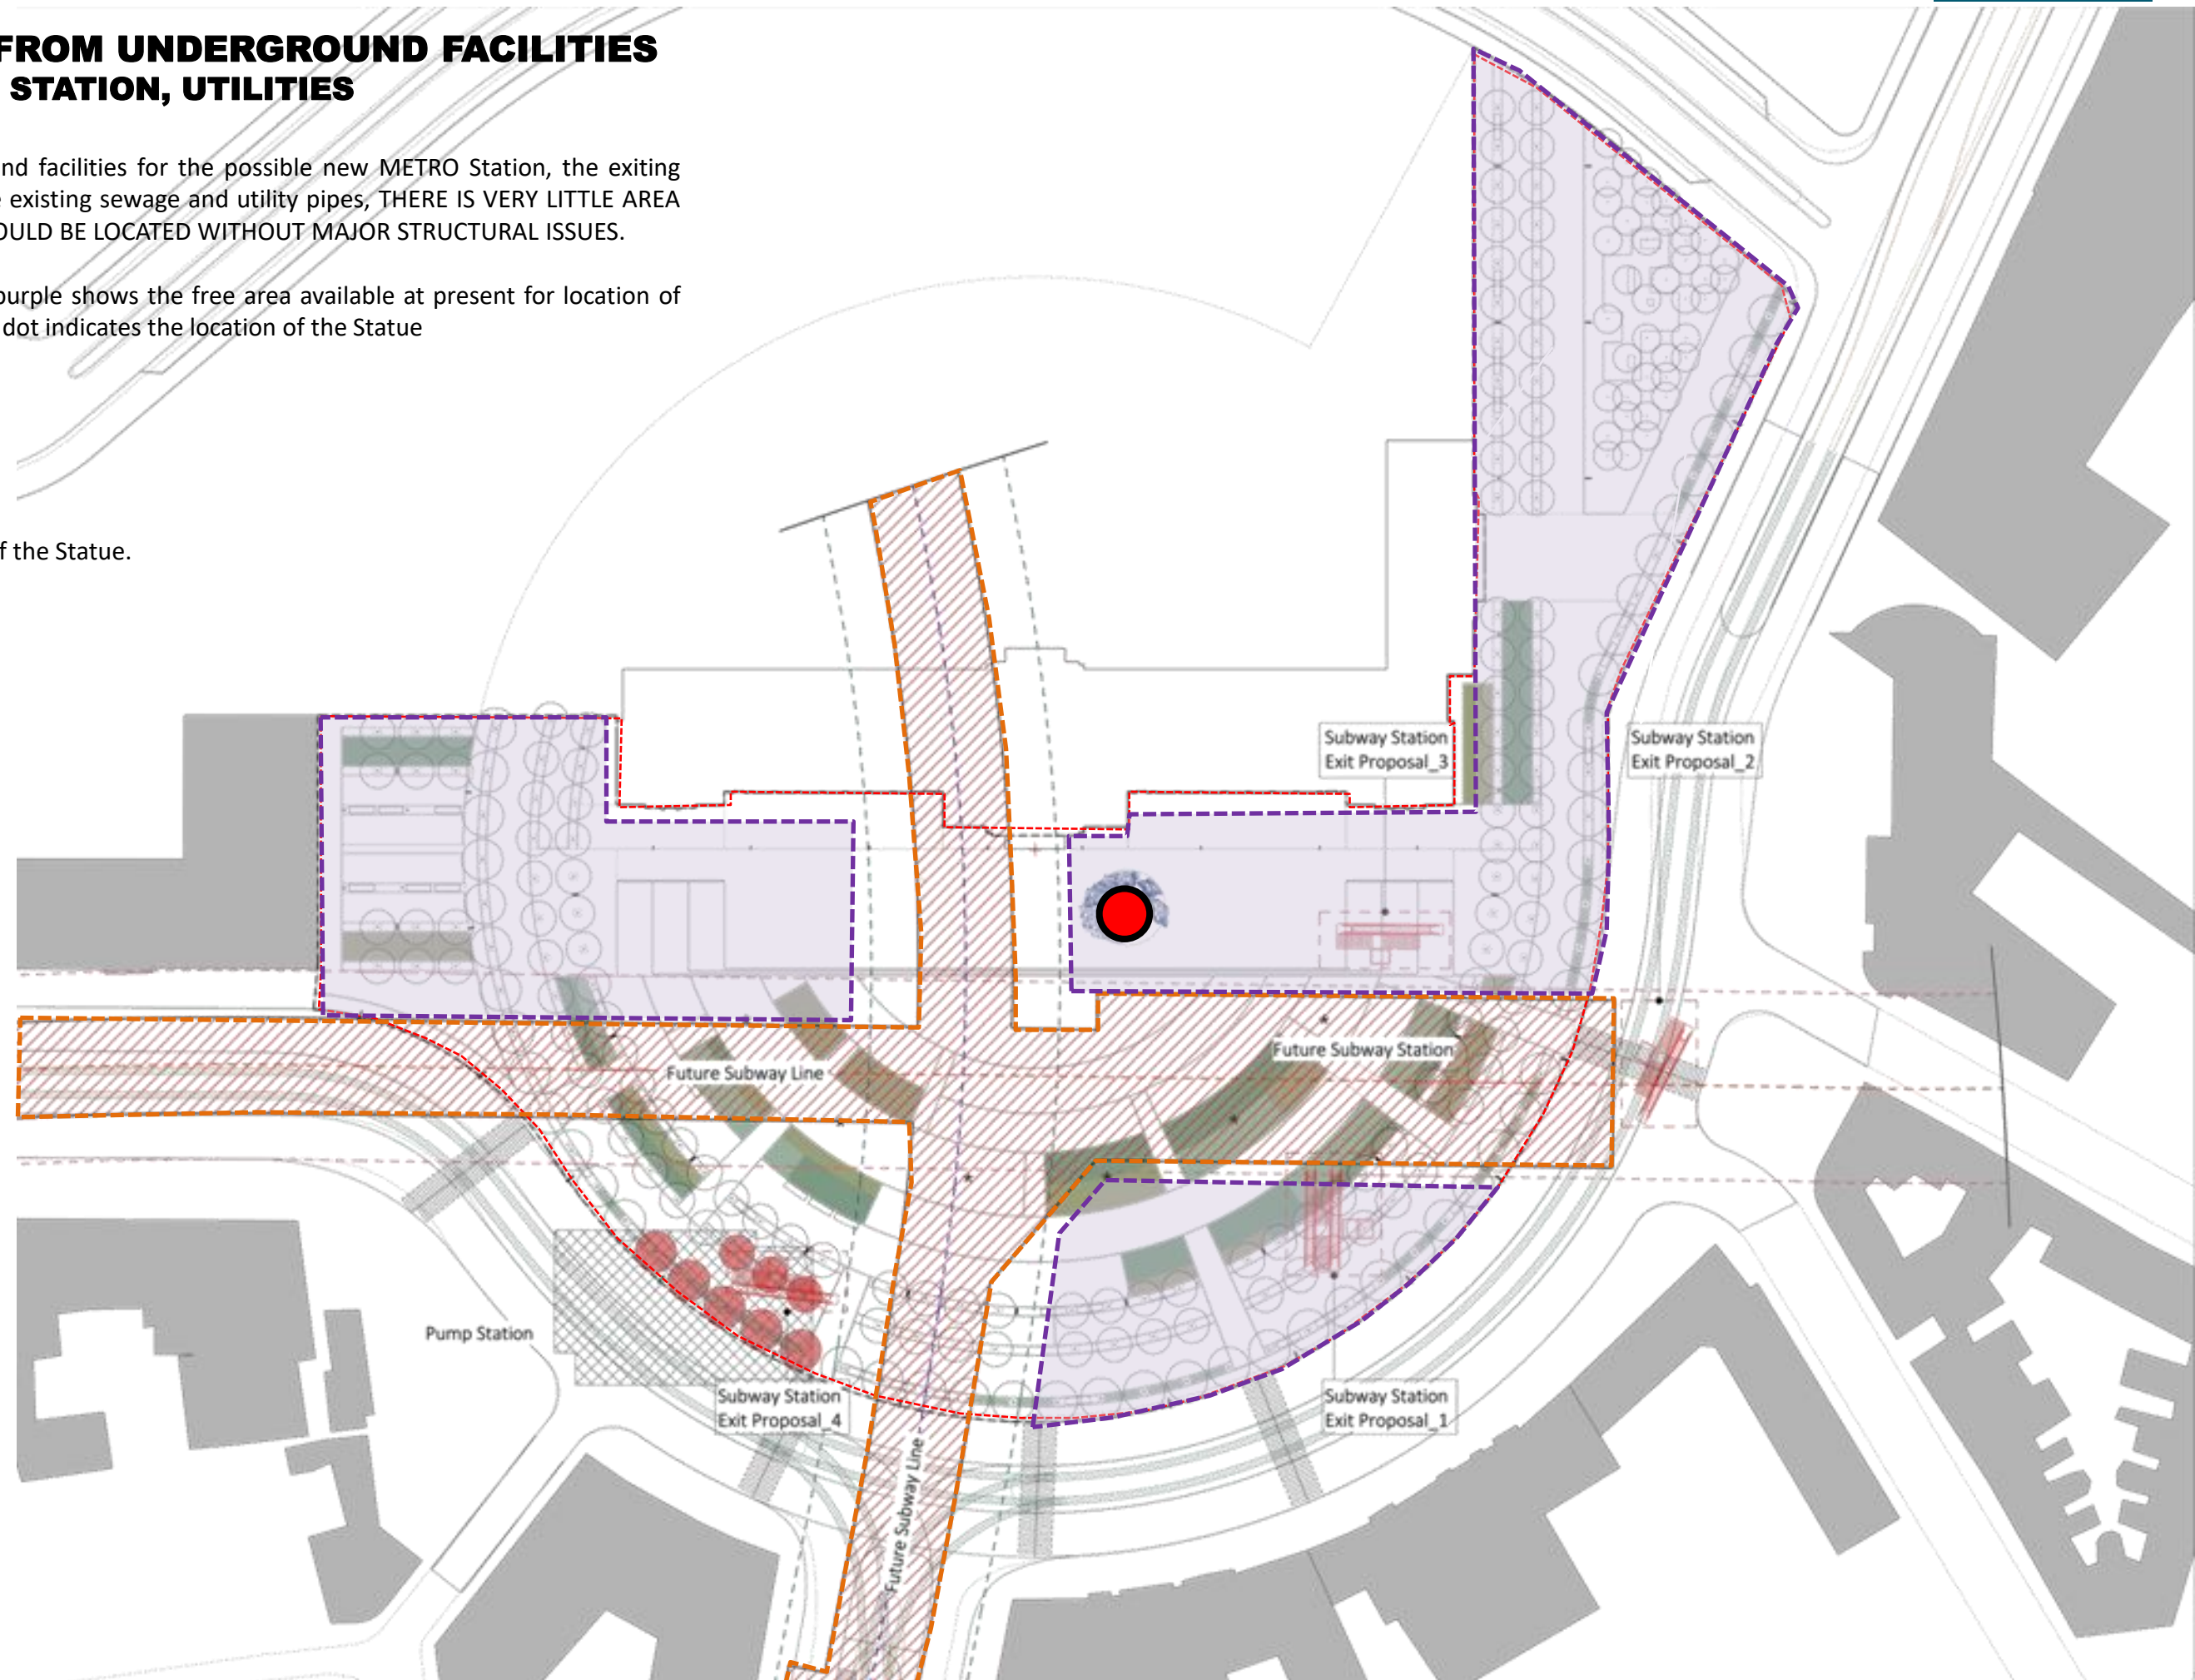 FROM UNDERGROUND FACILITIES
STATION, UTILITIES
nd facilities for the possible new METRO Station, the exiting
e existing sewage and utility pipes, THERE IS VERY LITTLE AREA
OULD BE LOCATED WITHOUT MAJOR STRUCTURAL ISSUES.
purple shows the free area available at present for location of
dot indicates the location of the Statue
f the Statue.
Subway Station
Exit Proposal_3
Subway Station
Exit Proposal_2
Future Subway Station
Future Subway Line
Pump Station
Subway Station
Exit Proposal_4
Subway Station
Exit Proposal_1
Future Subway Line